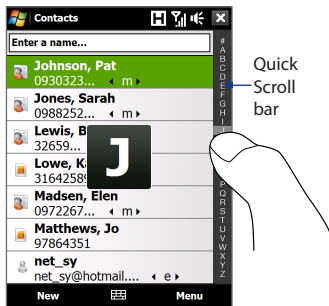 Contacts
Enter a name...
Johnson, Pat
0930323... m
Jones, Sarah
0988252... m
Lewis, B
32659...
Lowe, K
31642589
Madsen, Elen
0972267... m
Matthews, Jo
97864351
net_sy
net_sy@hotmail.... e
New Menu
J
#
A
B
C
D
E
F
G
H
I
P
Q
R
S
T
U
V
W
X
Y
Z
Quick
Scroll
bar